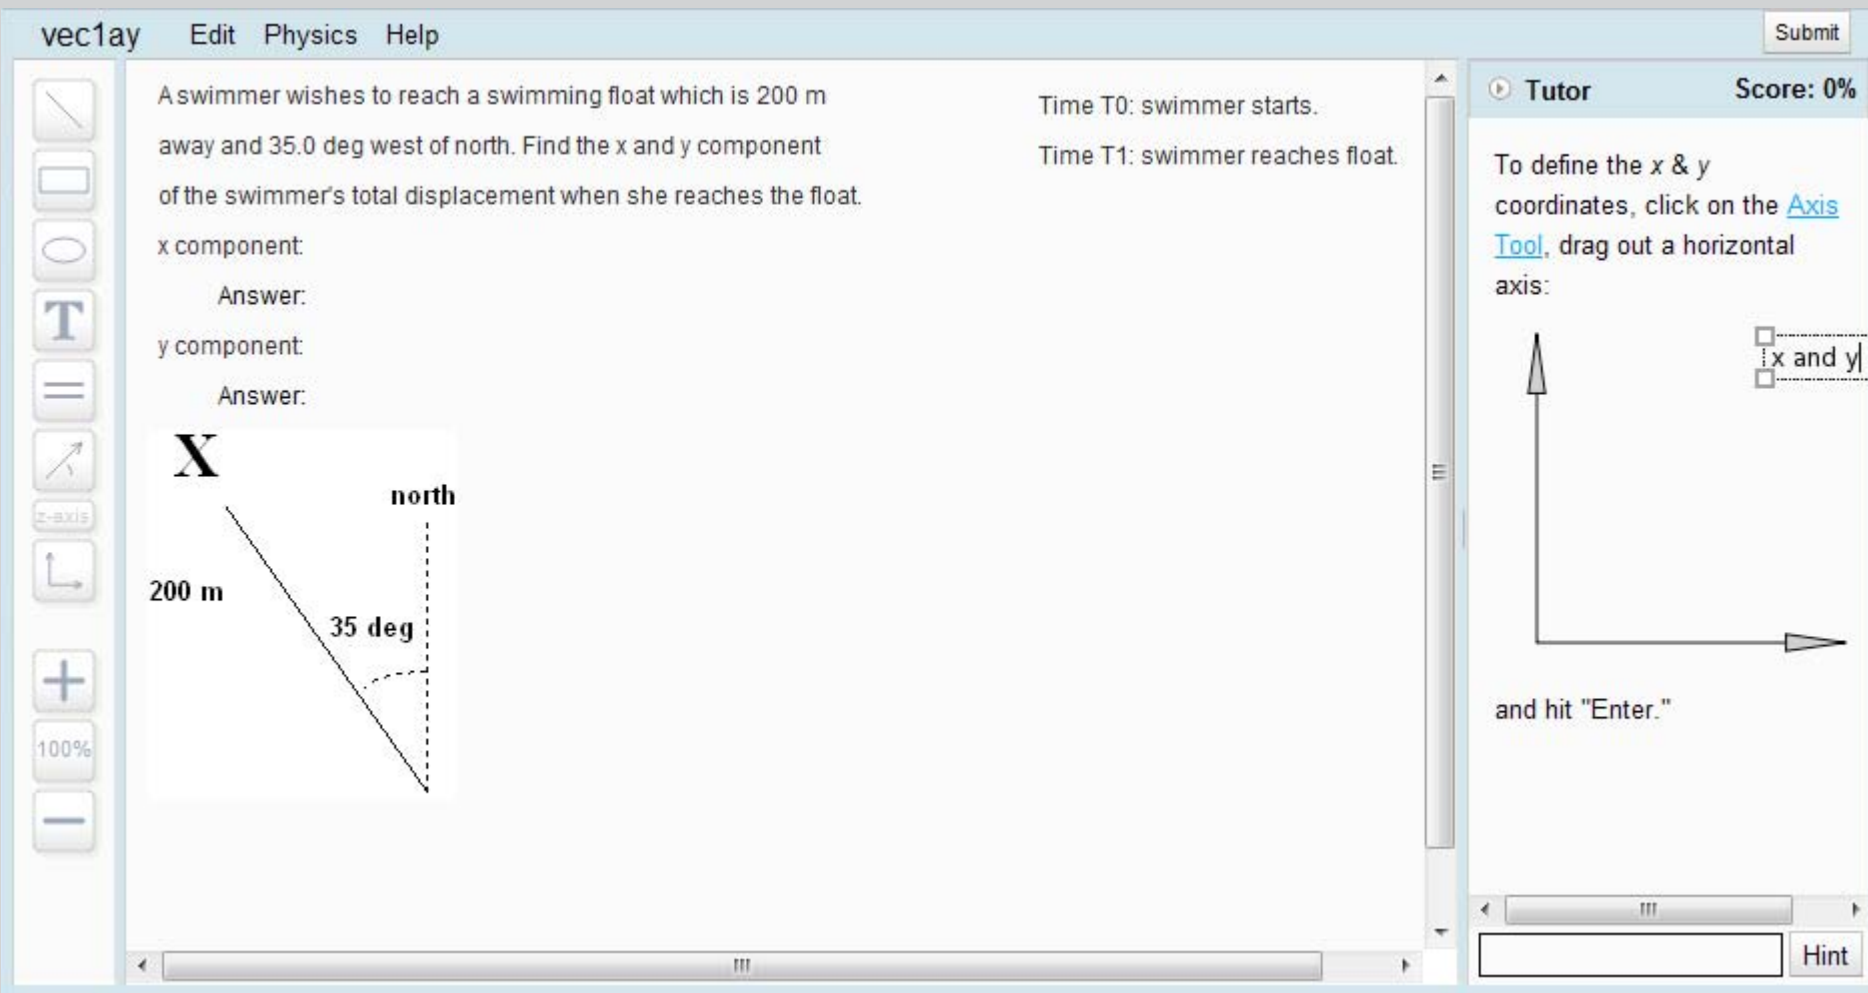 vec1ay Edit Physics Help
Submit
A swimmer wishes to reach a swimming float which is 200 m
away and 35.0 deg west of north. Find the x and y component
of the swimmer's total displacement when she reaches the float.
x component:
Answer:
y component:
Answer:
Time T0: swimmer starts.
Time T1: swimmer reaches float.
X
north
200 m
35 deg
T
z-axis
100%
Tutor Score: 0%
To define the x & y
coordinates, click on the Axis
Tool, drag out a horizontal
axis:
x and y
and hit "Enter."
Hint